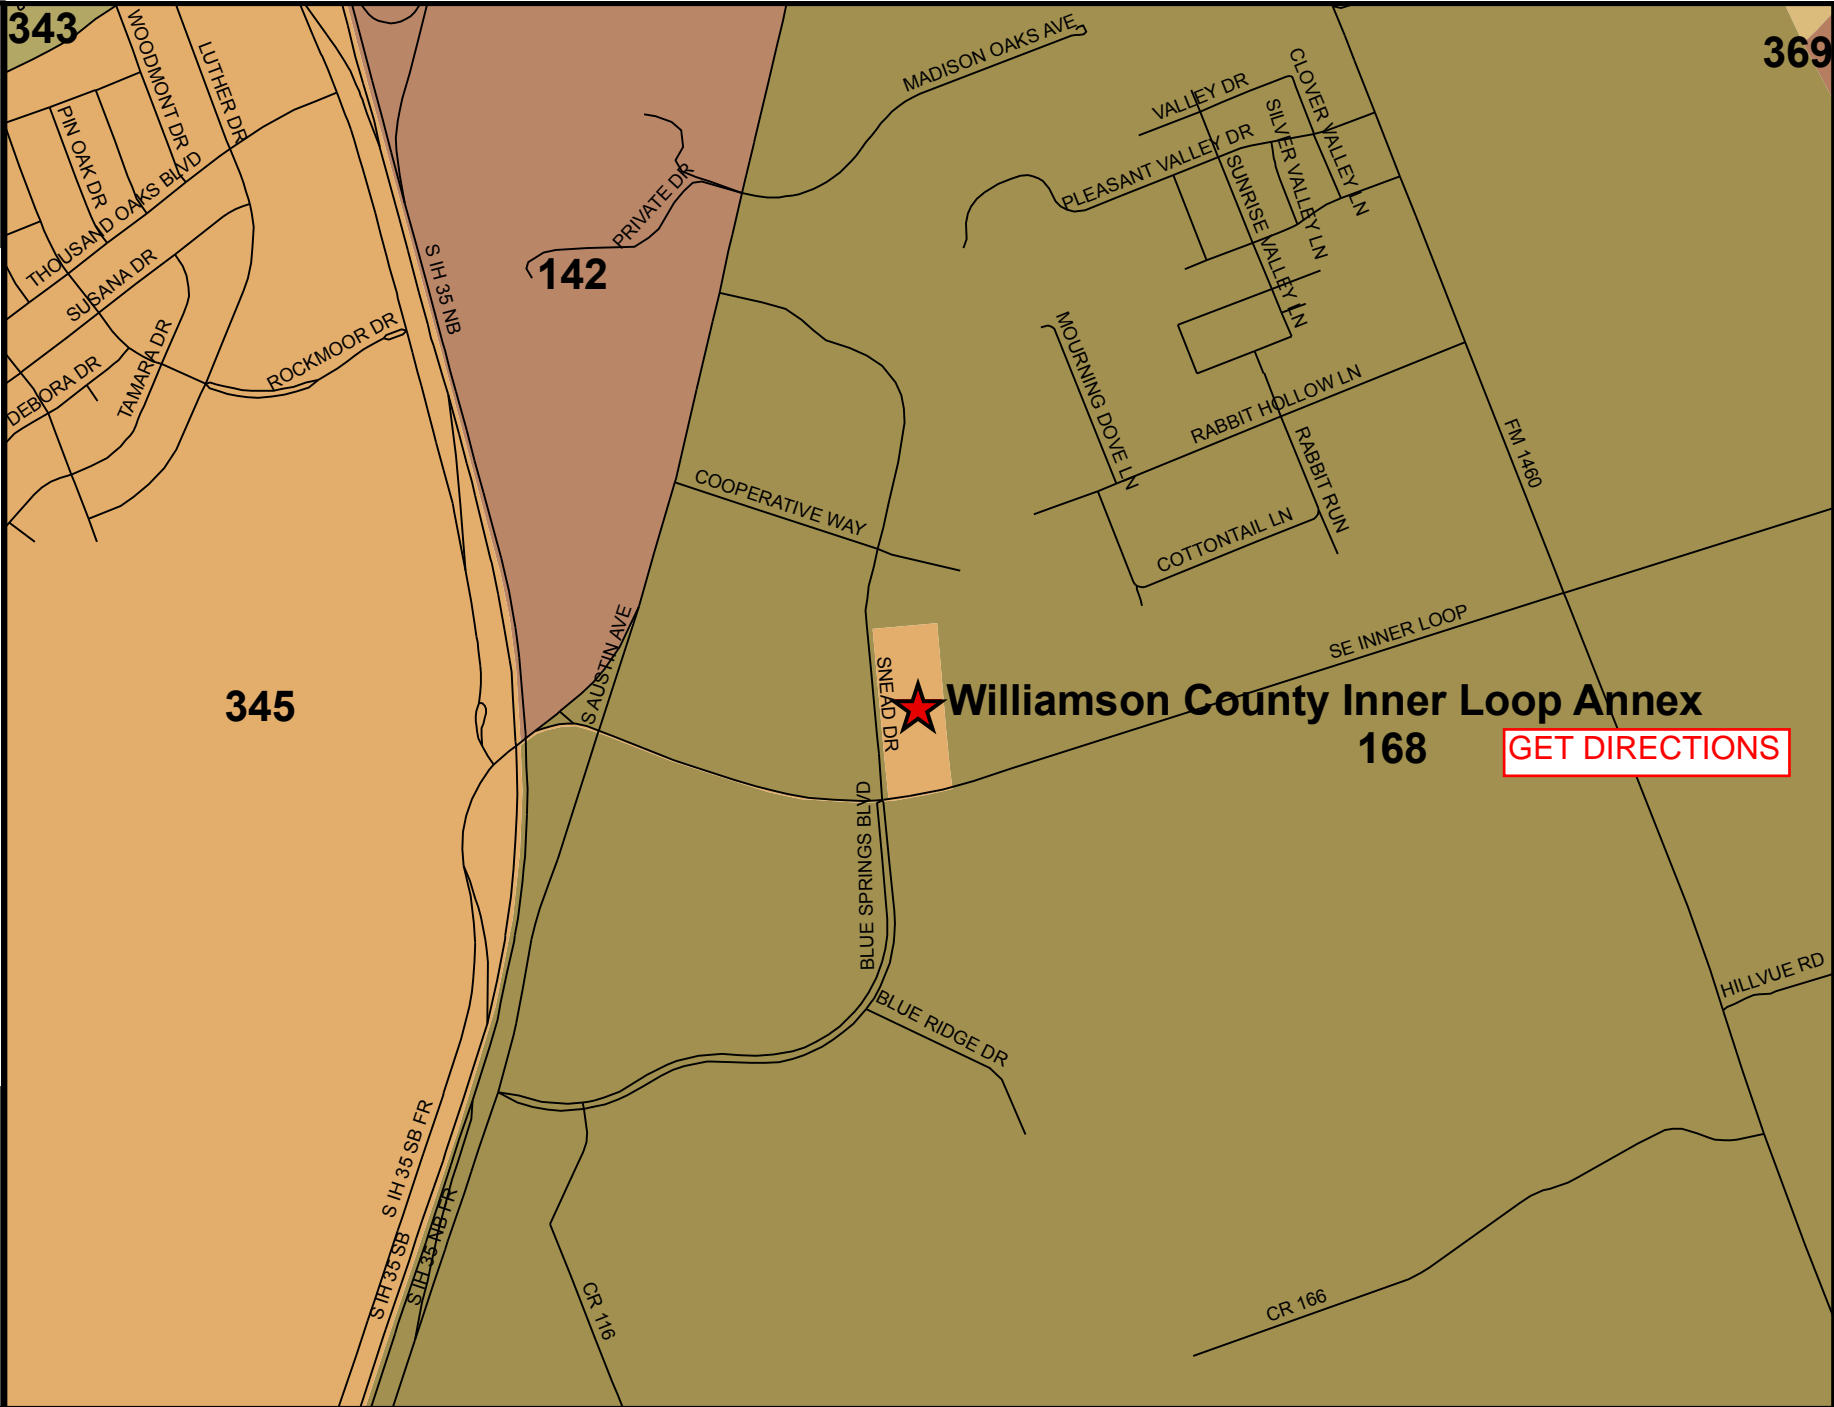 343
369
WOODMONT DR
LUTHER DR
PIN OAK DR
THOUSAND OAKS BLVD
SUSANA DR
DEBORA DR
TAMARA DR
ROCKMOOR DR
S IH 35 NB
PRIVATE DR
142
MADISON OAKS AVE
VALLEY DR
PLEASANT VALLEY DR
CLOVER VALLEY LN
SILVER VALLEY LN
SUNRISE VALLEY LN
MOURNING DOVE LN
RABBIT HOLLOW LN
RABBIT RUN
COTTONTAIL LN
FM 1460
COOPERATIVE WAY
SE INNER LOOP
S AUSTIN AVE
SNEAD DR
345
Williamson County Inner Loop Annex
168
GET DIRECTIONS
BLUE SPRINGS BLVD
BLUE RIDGE DR
HILLVUE RD
S IH 35 SB FR
S IH 35 SB
S IH 35 NB FR
CR 116
CR 166